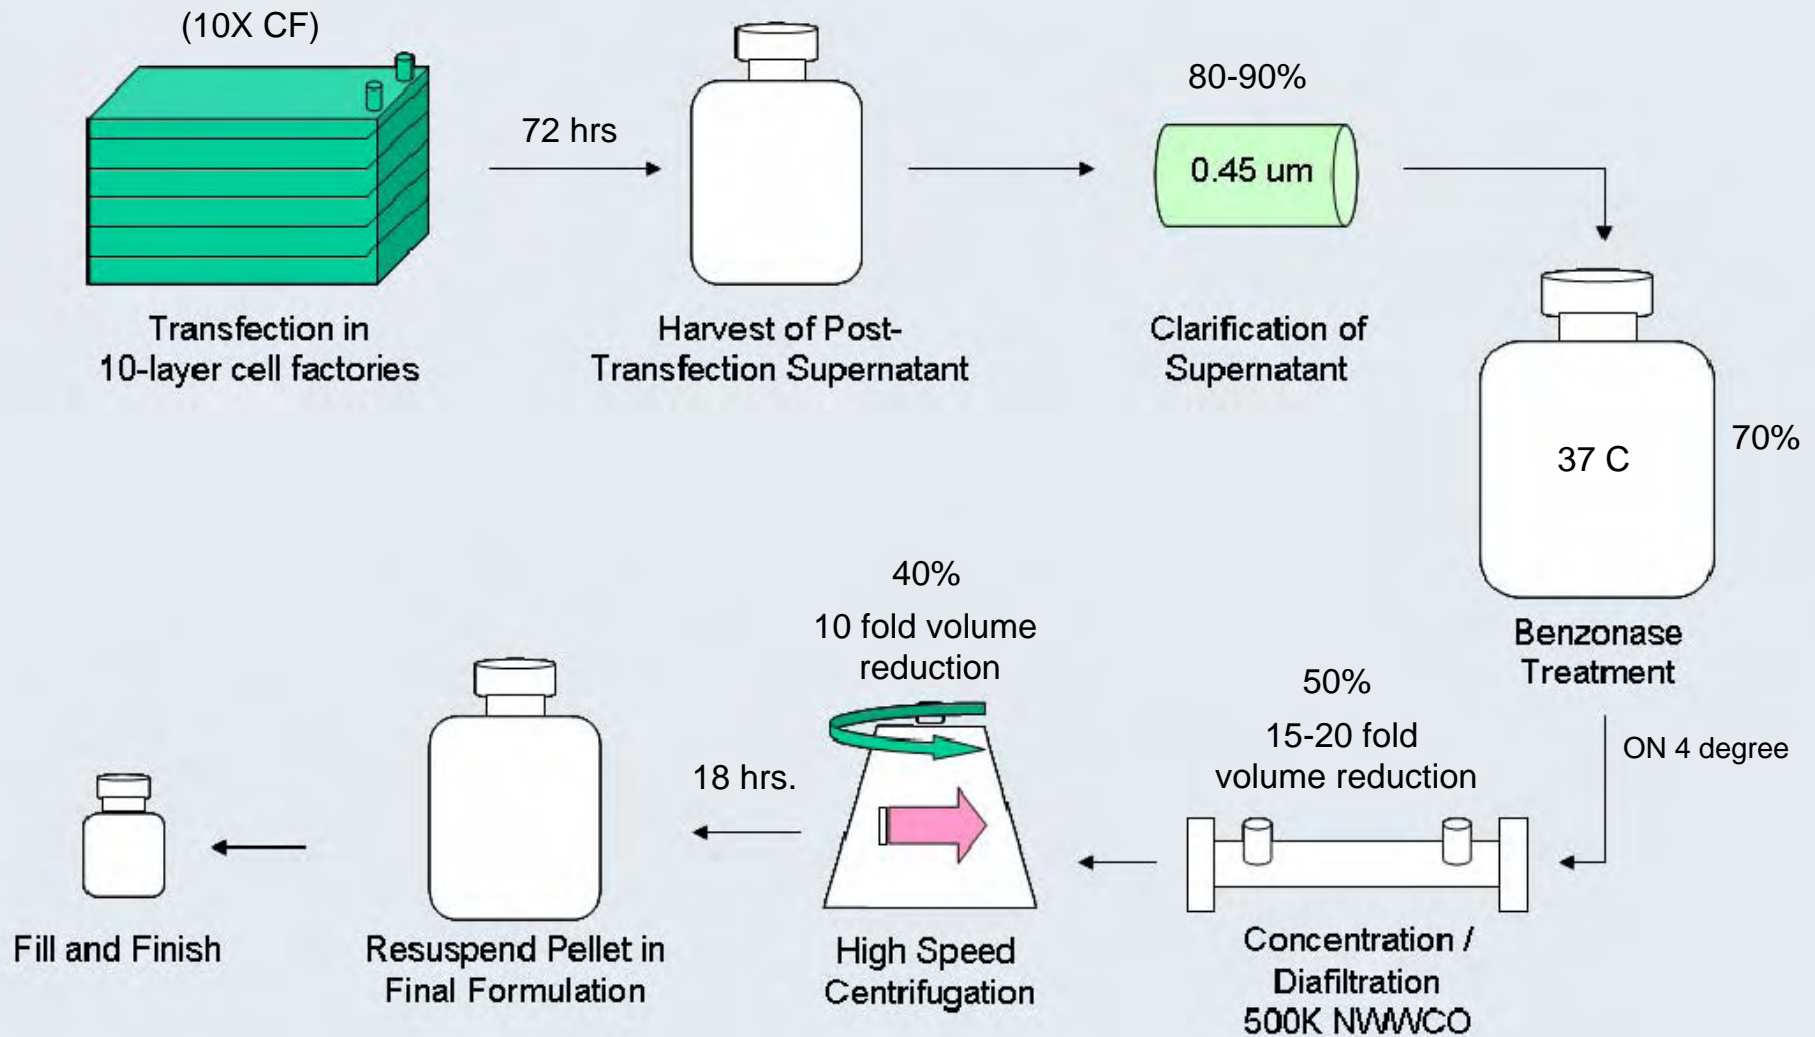 (10X CF)
Transfection in
10-layer cell factories
72 hrs
Harvest of Post-
Transfection Supernatant
80-90%
0.45 um
Clarification of
Supernatant
37 C
70%
Benzonase
Treatment
ON 4 degree
50%
15-20 fold
volume reduction
Concentration /
Diafiltration
500K NWWCO
40%
10 fold volume
reduction
High Speed
Centrifugation
18 hrs.
Resuspend Pellet in
Final Formulation
Fill and Finish